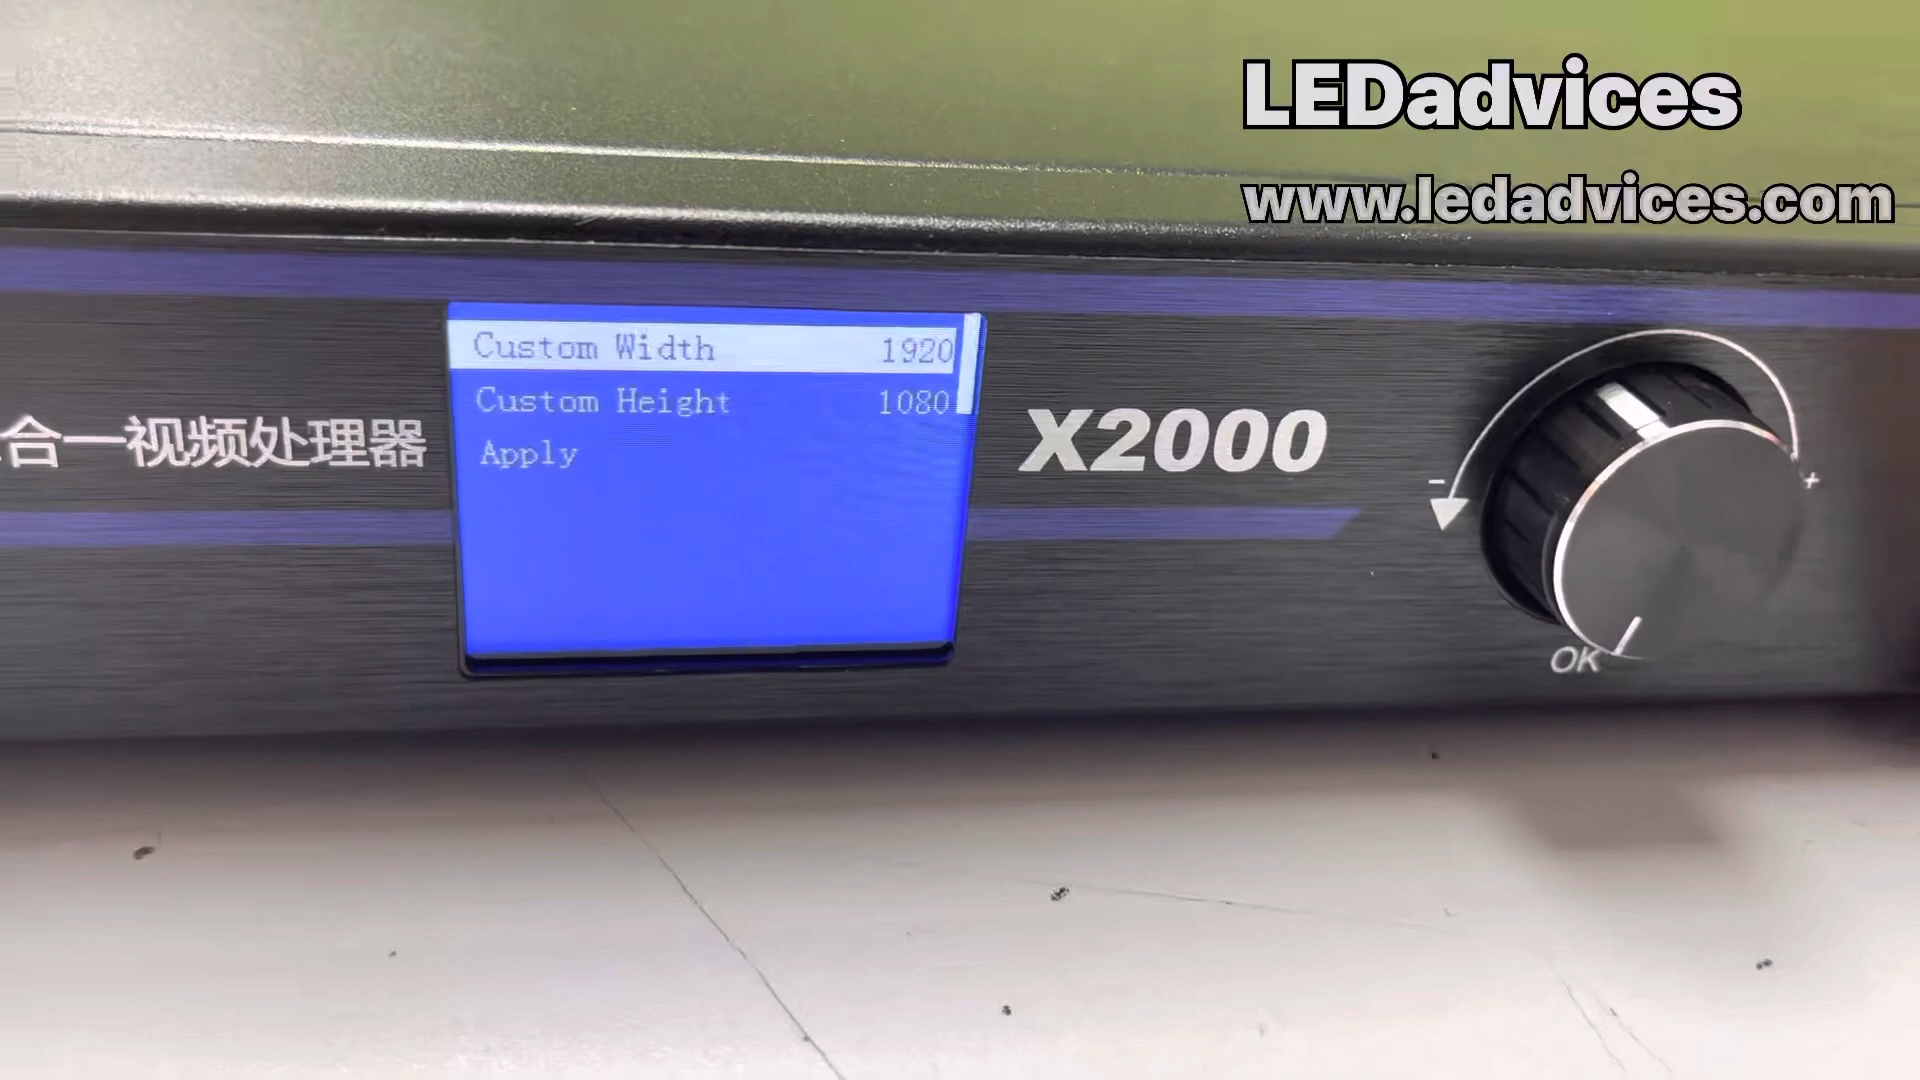 LEDadvices
www.ledadvices.com
Custom Width 1920
Custom Height 1080
Apply
合一视频处理器
X2000
- +
OK